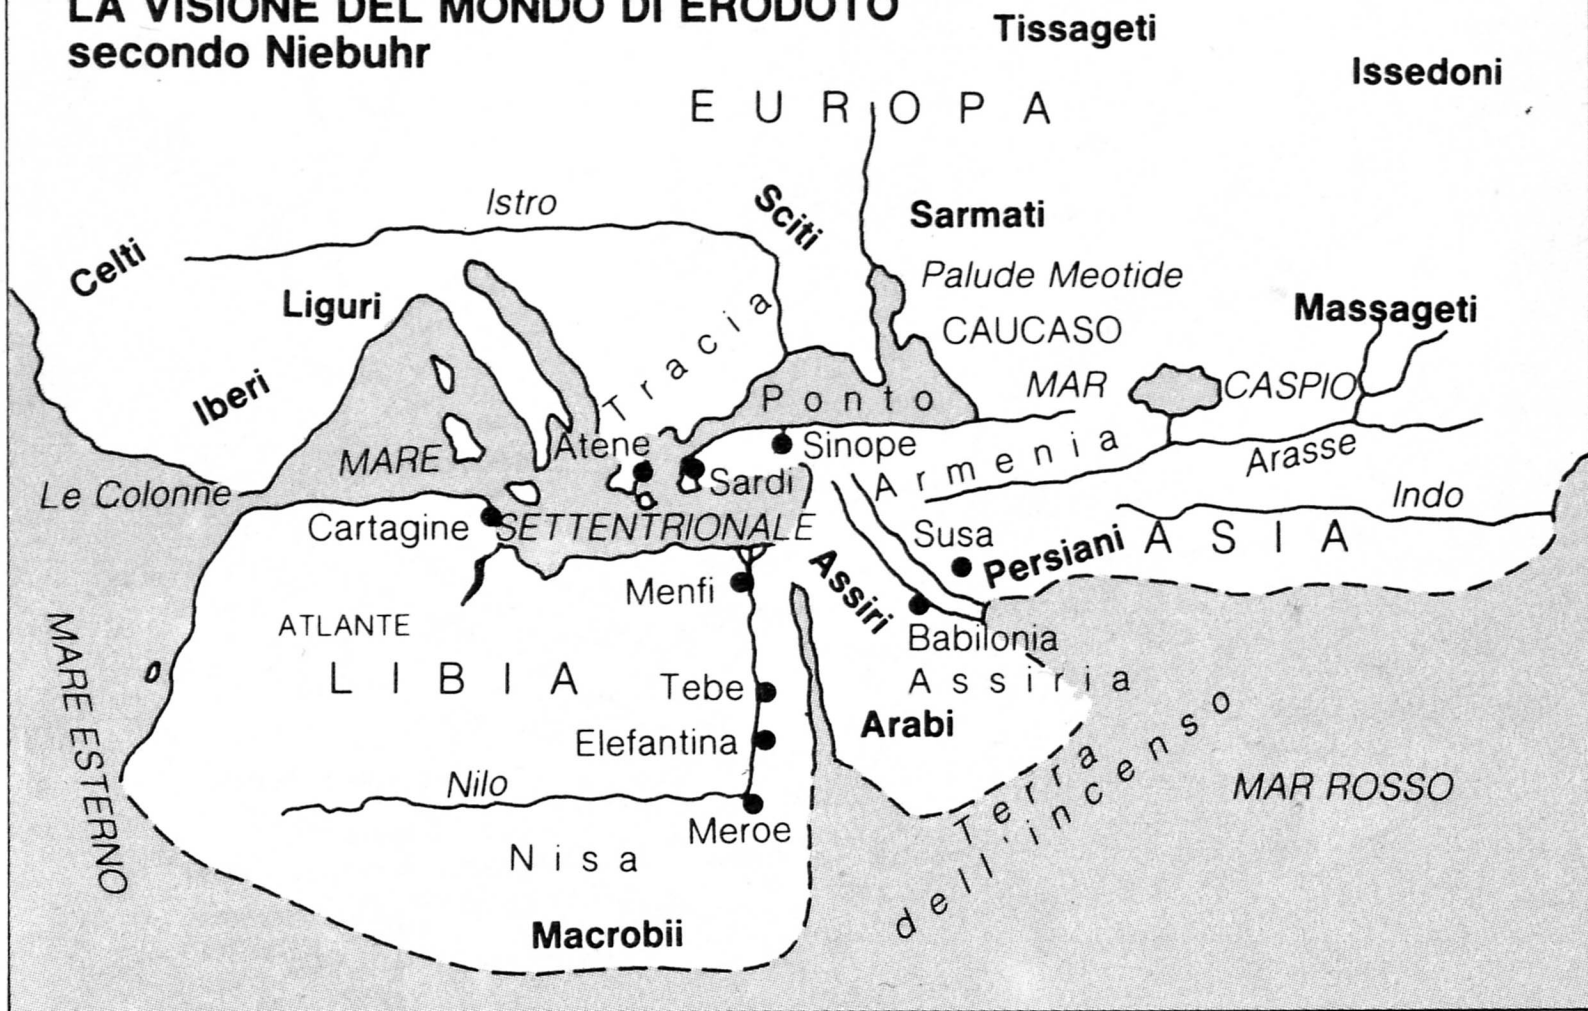 LA VISIONE DEL MONDO DI ERODOTO
secondo Niebuhr
Tissageti
Issedoni
EUROPA
Istro
Sciti
Sarmati
Celti
Palude Meotide
Liguri
Tracia
CAUCASO
Massageti
Iberi
Ponto
MAR CASPIO
MARE SETTENTRIONALE
Atene
Sinope
Armenia
Arasse
Le Colonne
Sardi
Indo
Cartagine
Susa
Persiani
ASIA
Menfi
Assiri
ATLANTE
Babilonia
LIBIA
Tebe
Assiria
MARE ESTERNO
Elefantina
Arabi
Terra
dell'incenso
Nilo
MAR ROSSO
Meroe
Nisa
Macrobii